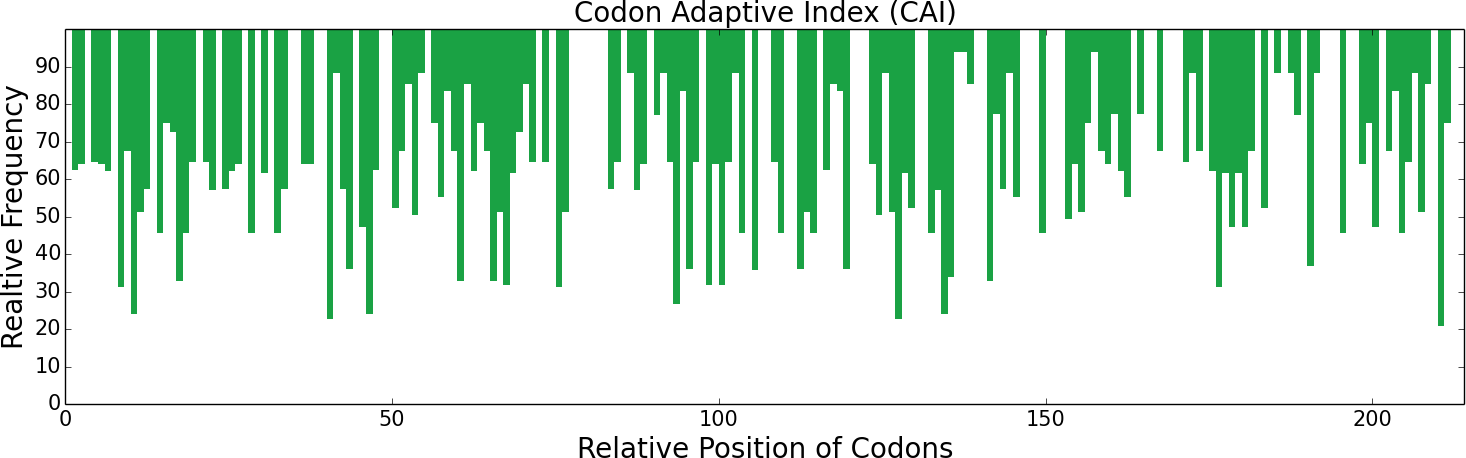 Codon Adaptive Index (CAI)
Realtive Frequency
90
80
70
60
50
40
30
20
10
0
0 50 100 150 200
Relative Position of Codons